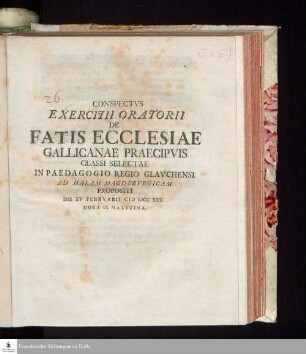 26.
CONSPECTVS
EXERCITII ORATORII
DE
FATIS ECCLESIAE
GALLICANAE PRAECIPVIS
CLASSI SELECTAE
IN PAEDAGOGIO REGIO GLAVCHENSI
AD HALAM MAGDEBVRGICAM
PROPOSITI
DIE XV FEBRVARII CIƆ IƆCC XXX
HORA IX MATVTINA.
Franckesche Stiftungen zu Halle